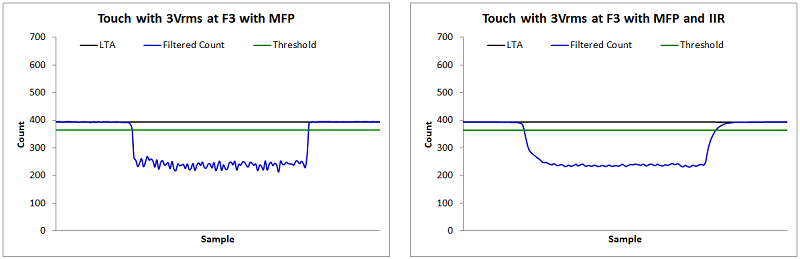 Touch with 3Vrms at F3 with MFP
LTA Filtered Count Threshold
700
600
500
400
300
200
100
0
Count
Sample
Touch with 3Vrms at F3 with MFP and IIR
LTA Filtered Count Threshold
700
600
500
400
300
200
100
0
Count
Sample